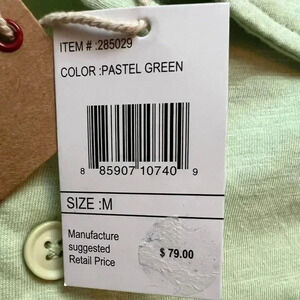 ITEM # :285029
COLOR :PASTEL GREEN
8 85907 10740 9
SIZE :M
Manufacture
suggested
Retail Price
$ 79.00